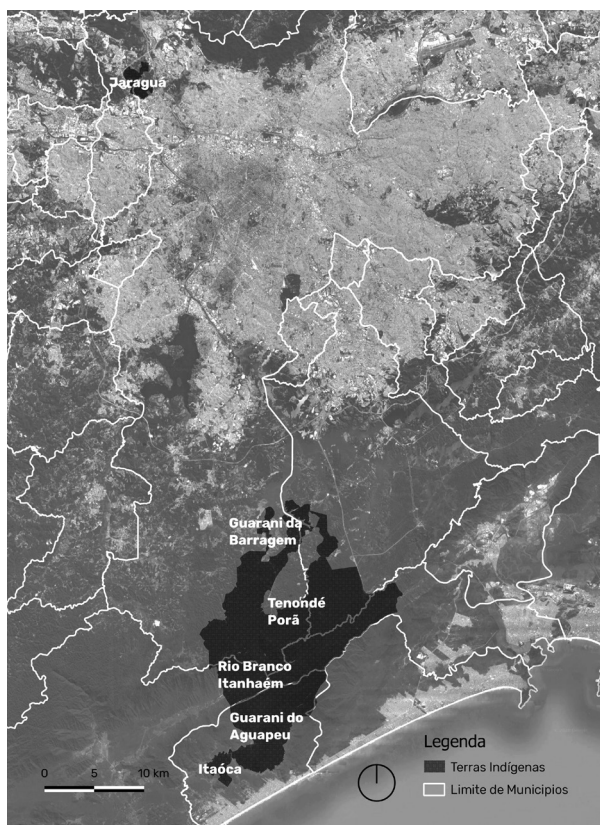 Jaraguá
Guarani da
Barragem
Tenondé
Porã
Rio Branco
Itanhaém
Guarani do
Aguapeu
Itaóca
0 5 10 km
Legenda
Terras Indígenas
Limite de Municipios